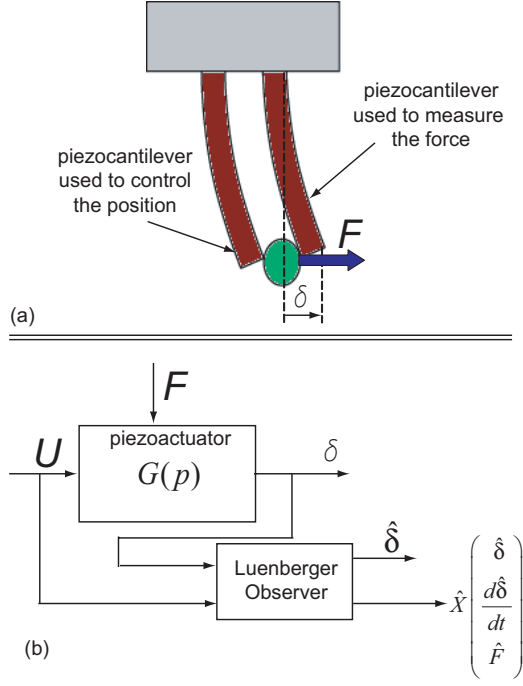 piezocantilever
used to measure
the force
piezocantilever
used to control
the position
F
δ
(a)
F
piezoactuator
U
G(p)
δ
δ̂
Luenberger
Observer
X̂
δ̂
dδ̂
dt
F̂
(b)